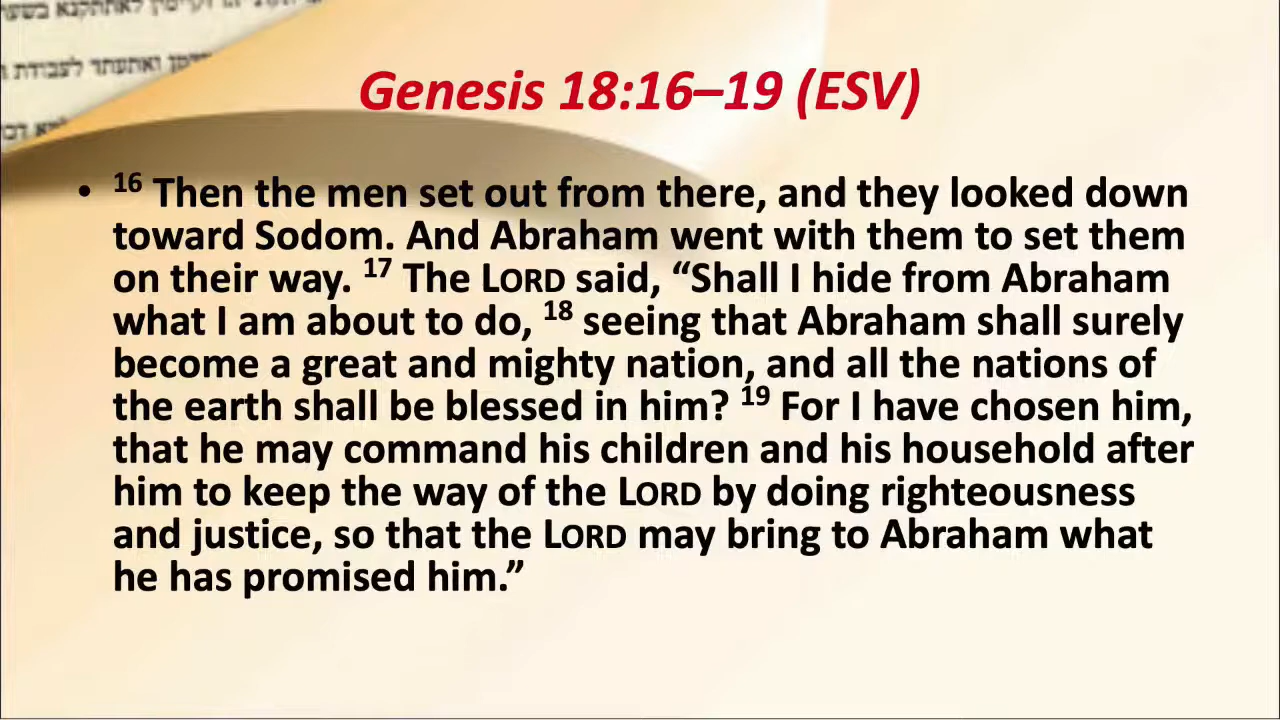 Genesis 18:16–19 (ESV)
• 16 Then the men set out from there, and they looked down
toward Sodom. And Abraham went with them to set them
on their way. 17 The LORD said, “Shall I hide from Abraham
what I am about to do, 18 seeing that Abraham shall surely
become a great and mighty nation, and all the nations of
the earth shall be blessed in him? 19 For I have chosen him,
that he may command his children and his household after
him to keep the way of the LORD by doing righteousness
and justice, so that the LORD may bring to Abraham what
he has promised him.”